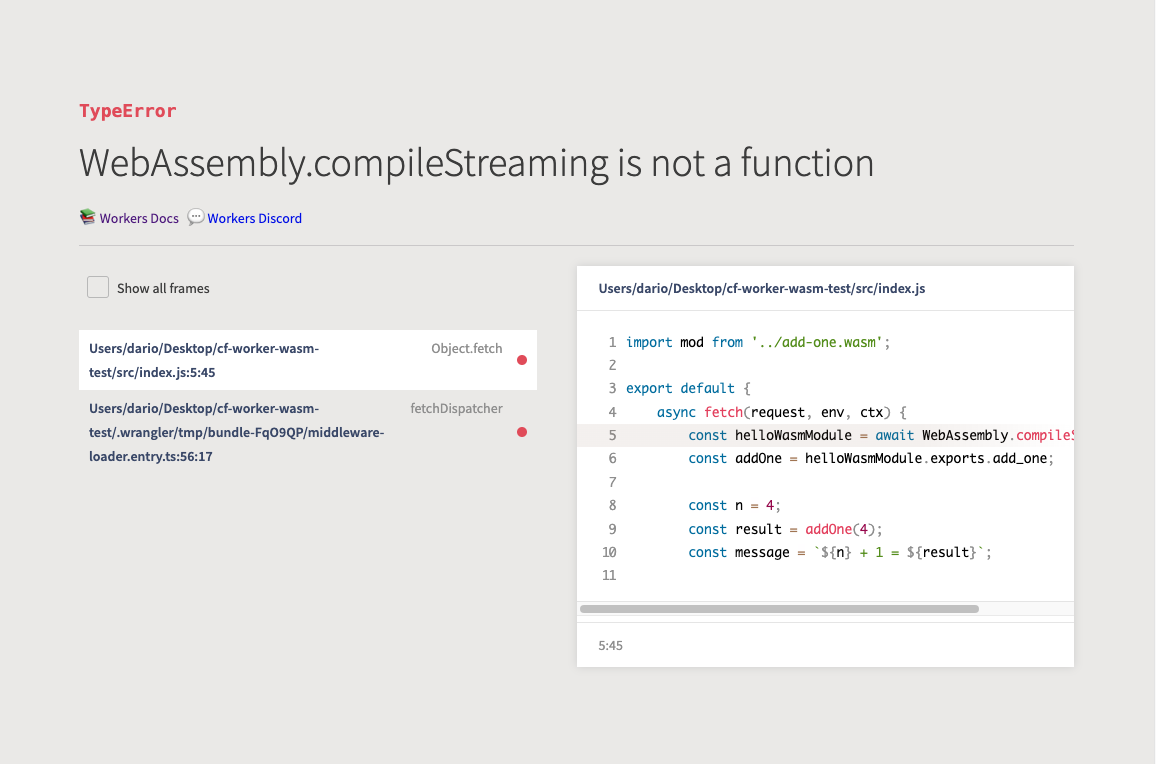 TypeError
WebAssembly.compileStreaming is not a function
📚 Workers Docs 💬 Workers Discord
Show all frames
Users/dario/Desktop/cf-worker-wasm- Object.fetch
test/src/index.js:5:45
Users/dario/Desktop/cf-worker-wasm- fetchDispatcher
test/.wrangler/tmp/bundle-FqO9QP/middleware-
loader.entry.ts:56:17
Users/dario/Desktop/cf-worker-wasm-test/src/index.js
1 import mod from '../add-one.wasm';
2
3 export default {
4     async fetch(request, env, ctx) {
5         const helloWasmModule = await WebAssembly.compile
6         const addOne = helloWasmModule.exports.add_one;
7
8         const n = 4;
9         const result = addOne(4);
10         const message = `${n} + 1 = ${result}`;
11
5:45